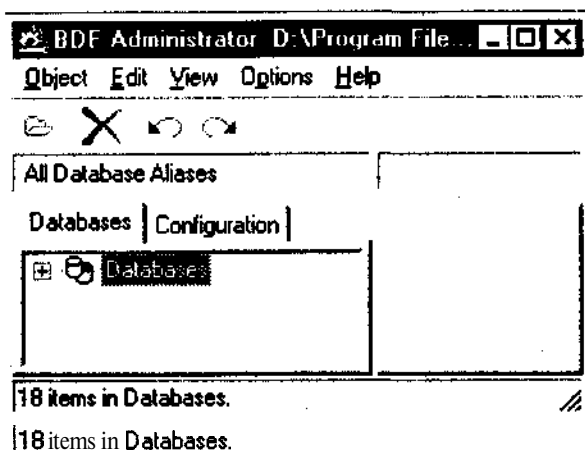 BDF Administrator D:\Program File...
Object Edit View Options Help
All Database Aliases
Databases Configuration
Databases
18 items in Databases.
18 items in Databases.